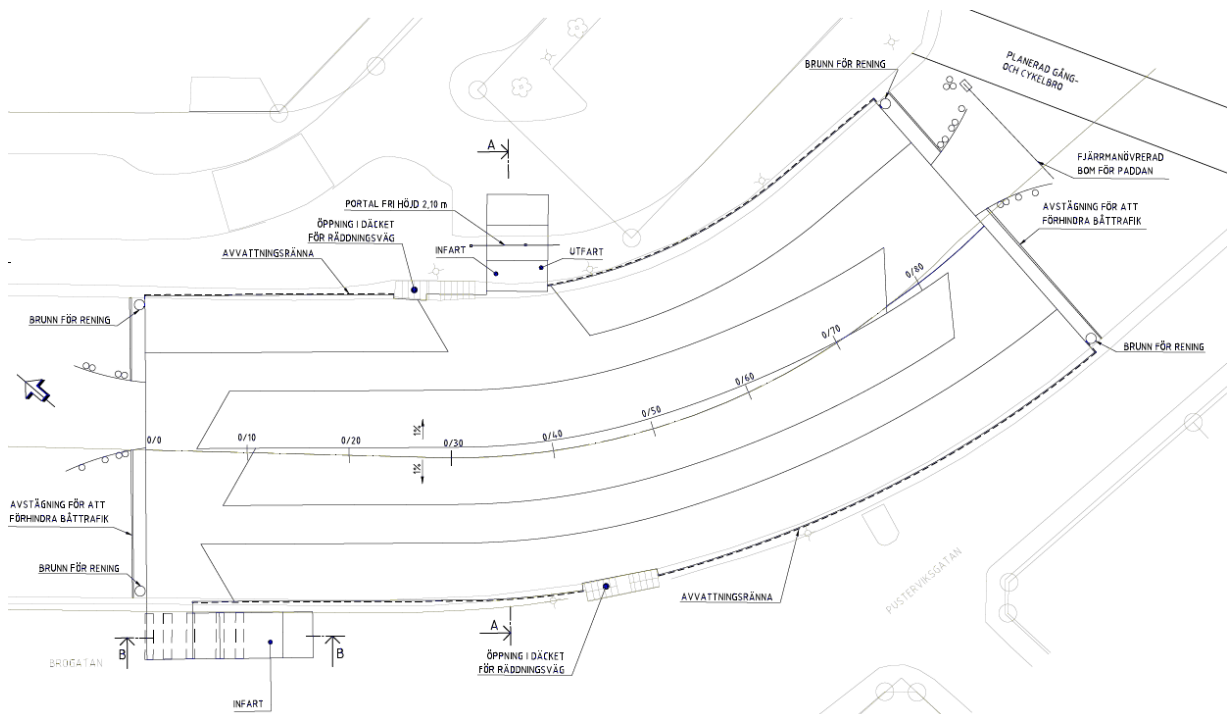 BRUNN FÖR RENING
PLANERAD GÅNG-
OCH CYKELBRO
A
FJÄRRMANÖVRERAD
BOM FÖR PADDAN
PORTAL FRI HÖJD 2,10 m
AVSTÄGNING FÖR ATT
FÖRHINDRA BÅTTRAFIK
ÖPPNING I DÄCKET
FÖR RÄDDNINGSVÄG
INFART
UTFART
AVVATTNINGSRÄNNA
0/80
BRUNN FÖR RENING
0/70
BRUNN FÖR RENING
0/60
0/50
1%
0/0
0/10
0/20
0/30
0/40
1%
AVSTÄGNING FÖR ATT
FÖRHINDRA BÅTTRAFIK
BRUNN FÖR RENING
PUSTERVIKSGATAN
AVVATTNINGSRÄNNA
A
B
B
BROGATAN
ÖPPNING I DÄCKET
FÖR RÄDDNINGSVÄG
INFART